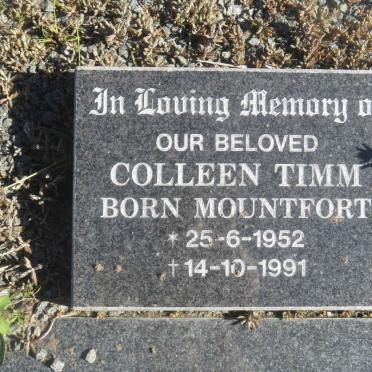 In Loving Memory o
OUR BELOVED
COLLEEN TIMM
BORN MOUNTFORT
* 25-6-1952
† 14-10-1991